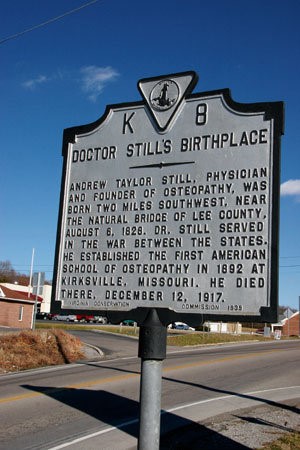 K 8
DOCTOR STILL'S BIRTHPLACE
ANDREW TAYLOR STILL, PHYSICIAN
AND FOUNDER OF OSTEOPATHY, WAS
BORN TWO MILES SOUTHWEST, NEAR
THE NATURAL BRIDGE OF LEE COUNTY,
AUGUST 6, 1828. DR. STILL SERVED
IN THE WAR BETWEEN THE STATES.
HE ESTABLISHED THE FIRST AMERICAN
SCHOOL OF OSTEOPATHY IN 1892 AT
KIRKSVILLE, MISSOURI. HE DIED
THERE, DECEMBER 12, 1917.
VIRGINIA CONSERVATION COMMISSION 1939